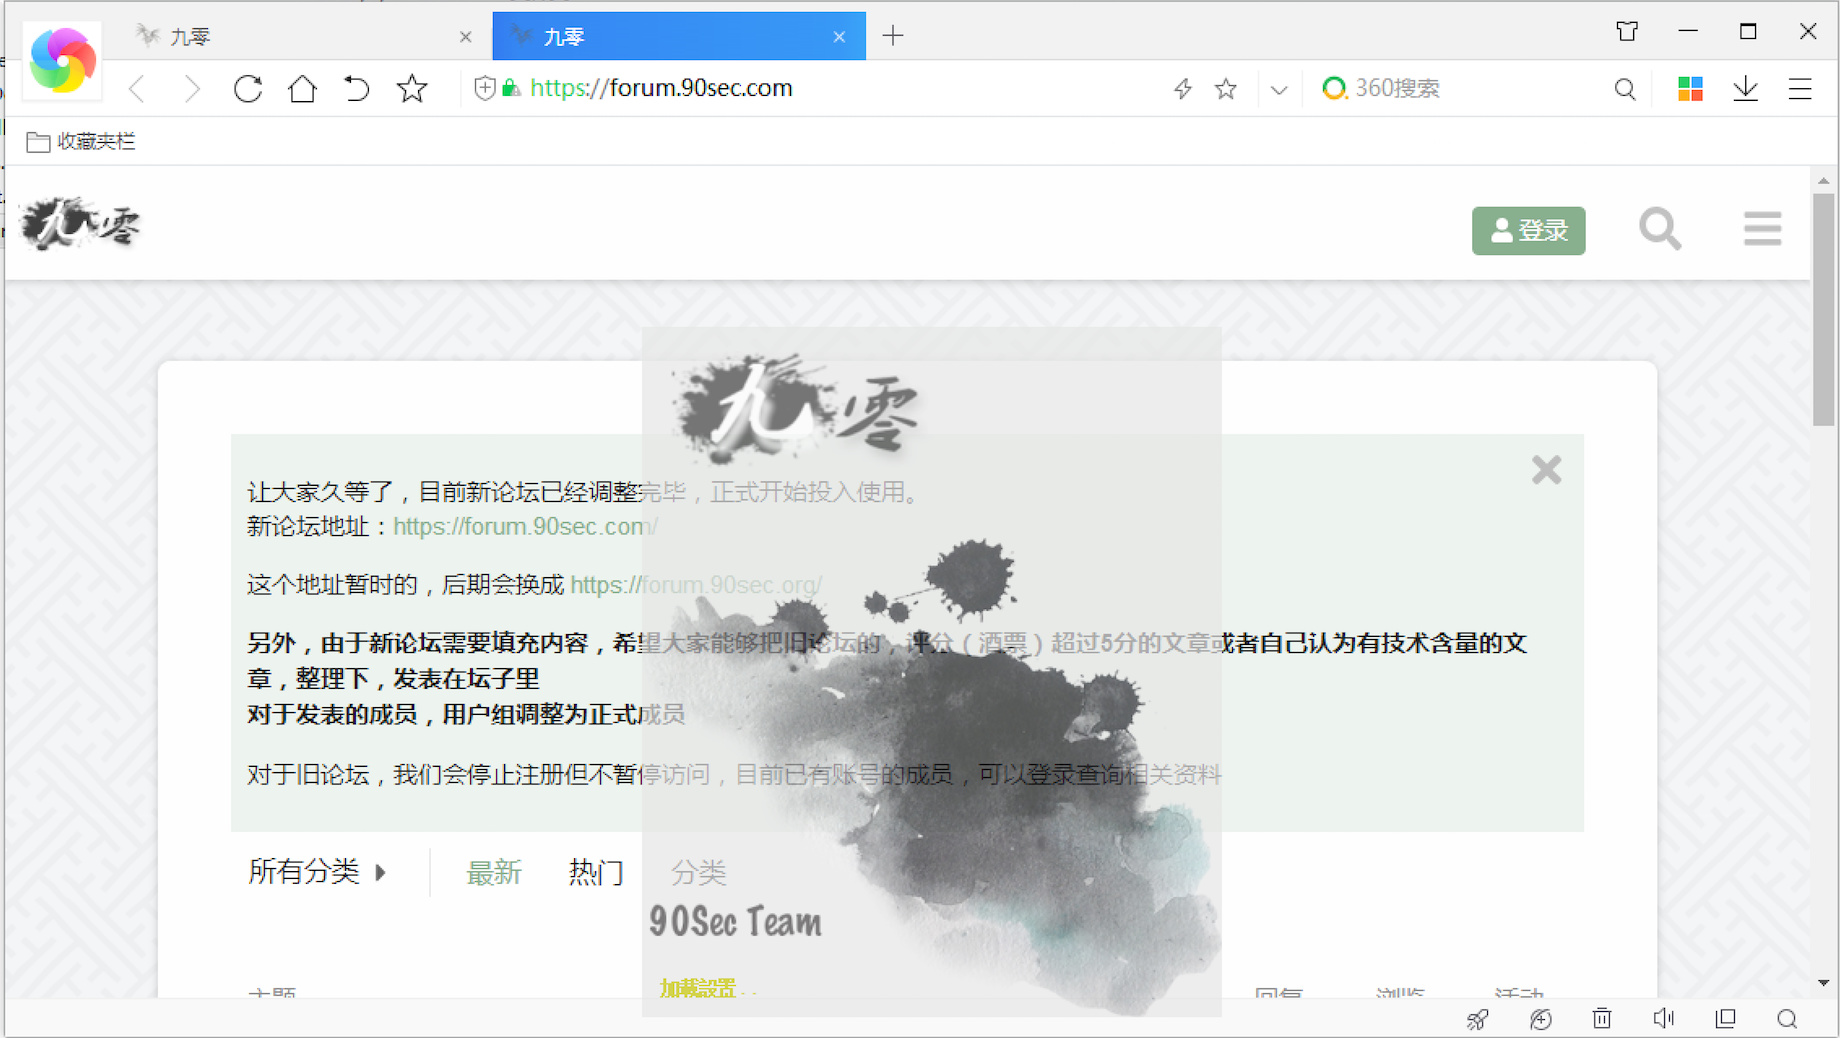 九零
九零
https://forum.90sec.com
360搜索
收藏夹栏
九零
登录
九零
让大家久等了，目前新论坛已经调整完毕，正式开始投入使用。
新论坛地址：https://forum.90sec.com/
这个地址暂时的，后期会换成 https://forum.90sec.org/
另外，由于新论坛需要填充内容，希望大家能够把旧论坛的，评分（酒票）超过5分的文章或者自己认为有技术含量的文
章，整理下，发表在坛子里
对于发表的成员，用户组调整为正式成员
对于旧论坛，我们会停止注册但不暂停访问，目前已有账号的成员，可以登录查询相关资料
所有分类
最新
热门
分类
90Sec Team
加載設置...
主题
回复
浏览
活动